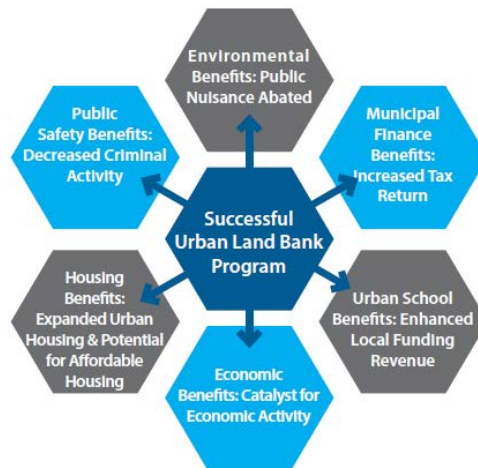 Environmental
Benefits: Public
Nuisance Abated
Public
Safety Benefits:
Decreased Criminal
Activity
Municipal
Finance
Benefits:
Increased Tax
Return
Successful
Urban Land Bank
Program
Housing
Benefits:
Expanded Urban
Housing & Potential
for Affordable
Housing
Urban School
Benefits: Enhanced
Local Funding
Revenue
Economic
Benefits: Catalyst for
Economic Activity